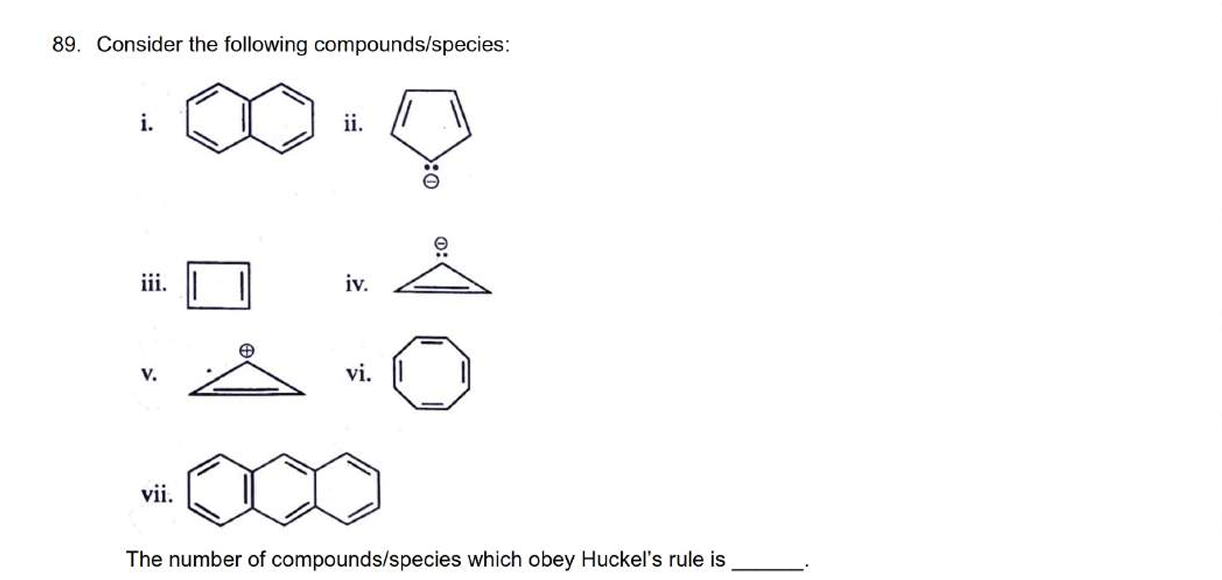 89. Consider the following compounds/species:
i. ii.
⊖
⊖
iii. iv.
⊕
v. vi.
vii.
The number of compounds/species which obey Huckel's rule is ______.